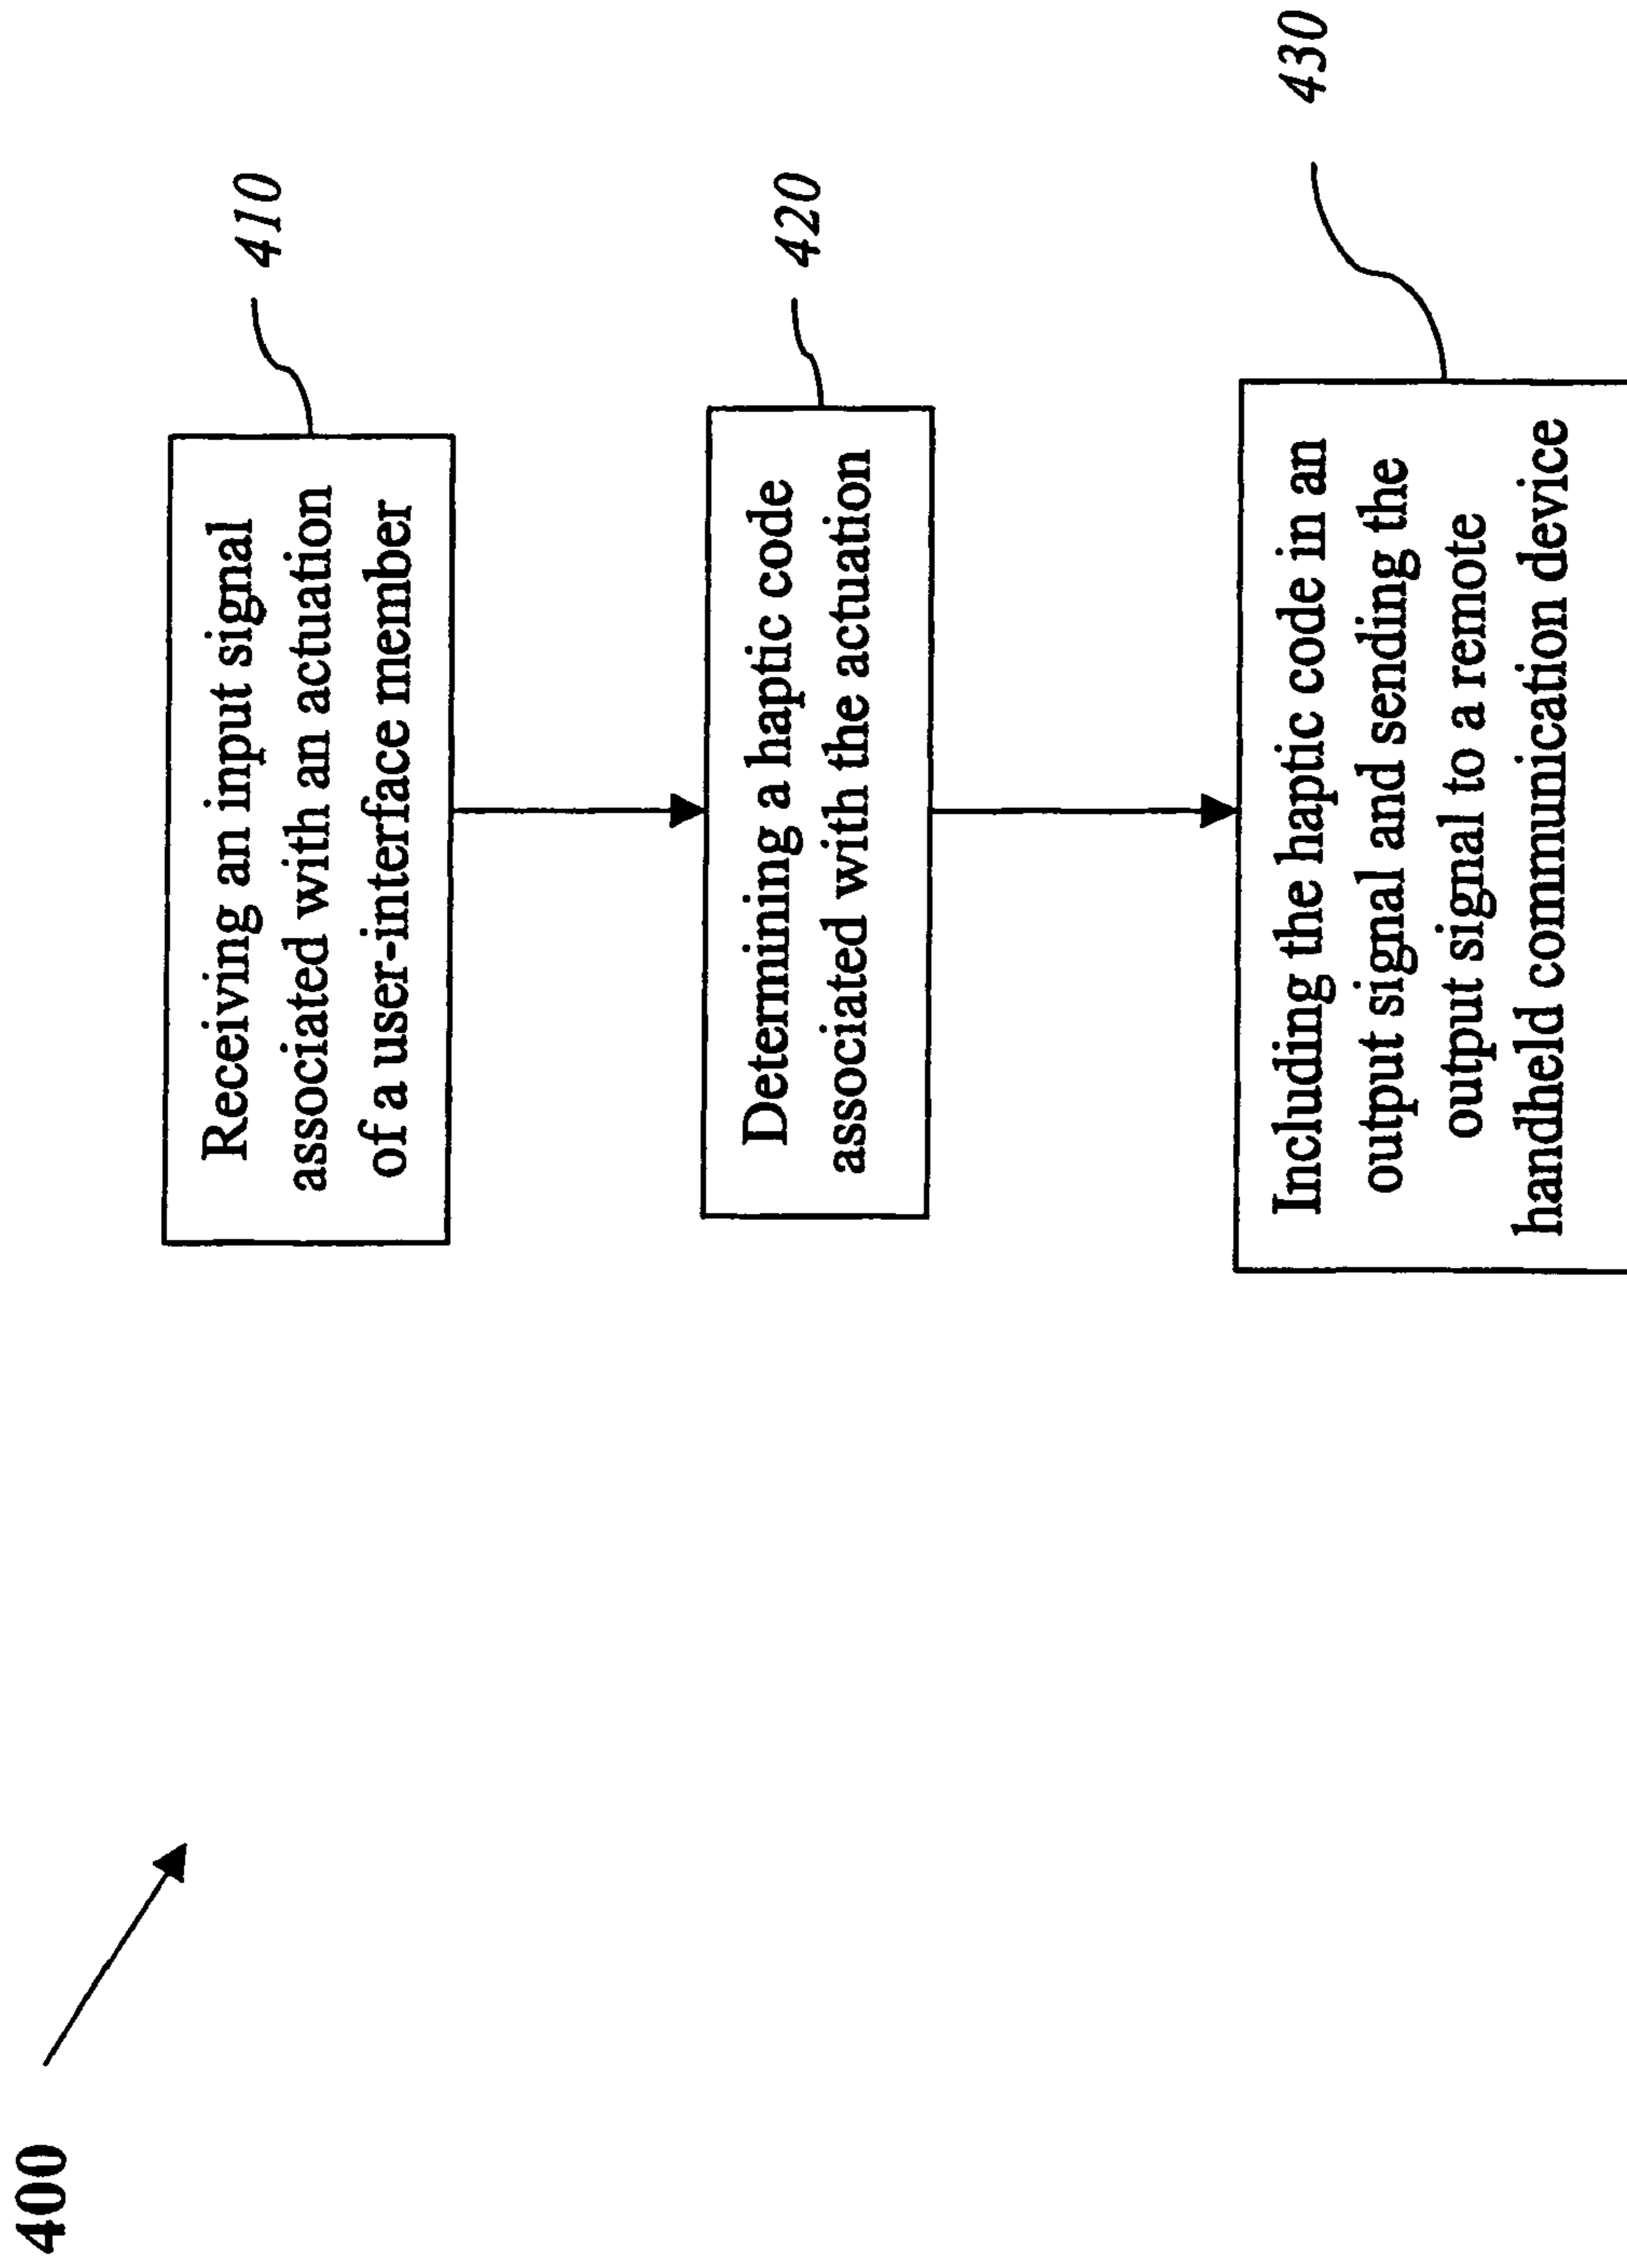 400
Receiving an input signal
associated with an actuation
of a user-interface member
410
Determining a haptic code
associated with the actuation
420
Including the haptic code in an
output signal and sending the
output signal to a remote
handheld communication device
430